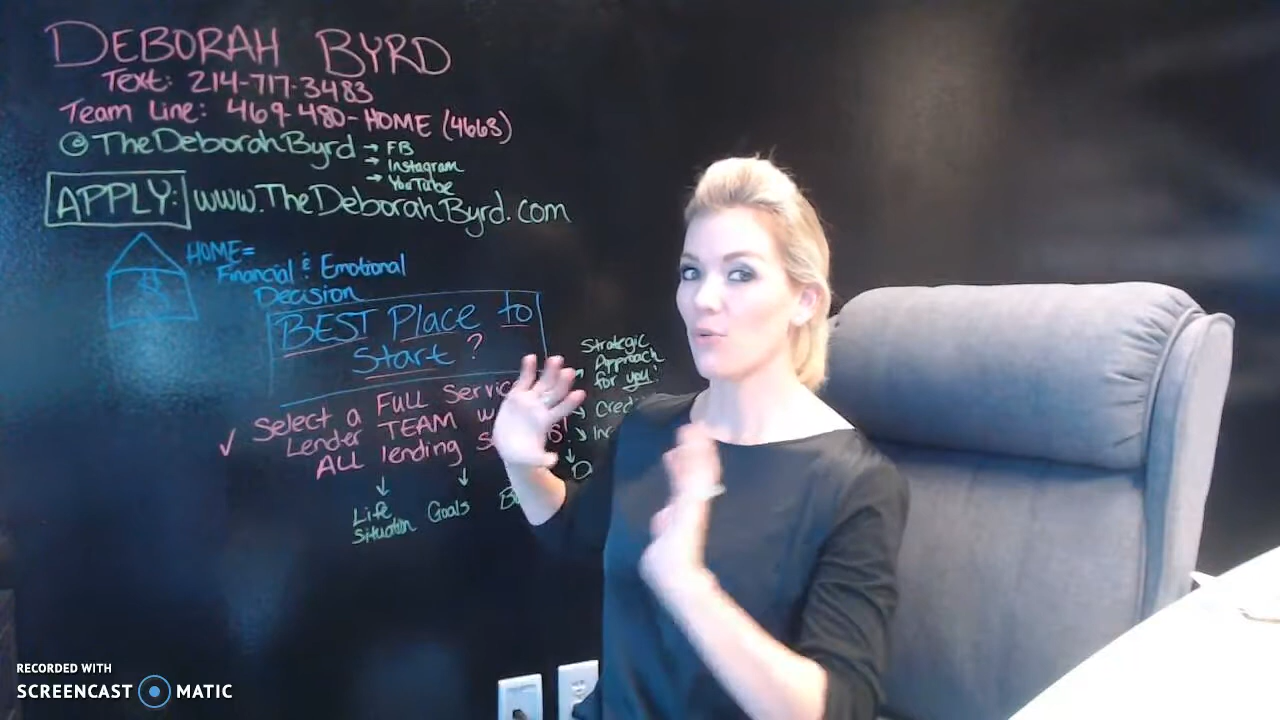 DEBORAH BYRD
Text: 214-717-3483
Team Line: 469-480-HOME (4663)
@TheDeborahByrd → FB
→ Instagram
→ YouTube
APPLY: www.TheDeborahByrd.com
HOME=
Financial & Emotional
Decision
BEST Place to
Start?
✓ Select a FULL
Lender TEAM
ALL lending
Life
Situation
Goals
Strategic
Approach
for you!
RECORDED WITH
SCREENCAST MATIC